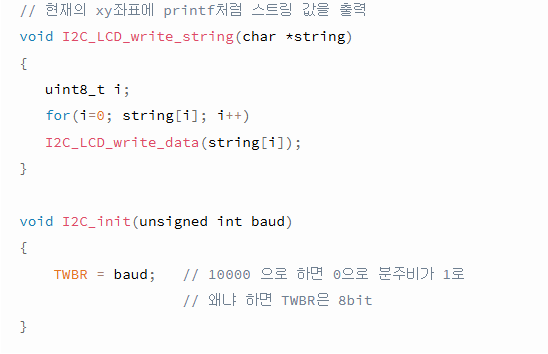 // 현재의 xy좌표에 printf처럼 스트링 값을 출력
void I2C_LCD_write_string(char *string)
{
uint8_t i;
for(i=0; string[i]; i++)
I2C_LCD_write_data(string[i]);
}
void I2C_init(unsigned int baud)
{
TWBR = baud; // 10000 으로 하면 0으로 분주비가 1로
// 왜냐 하면 TWBR은 8bit
}